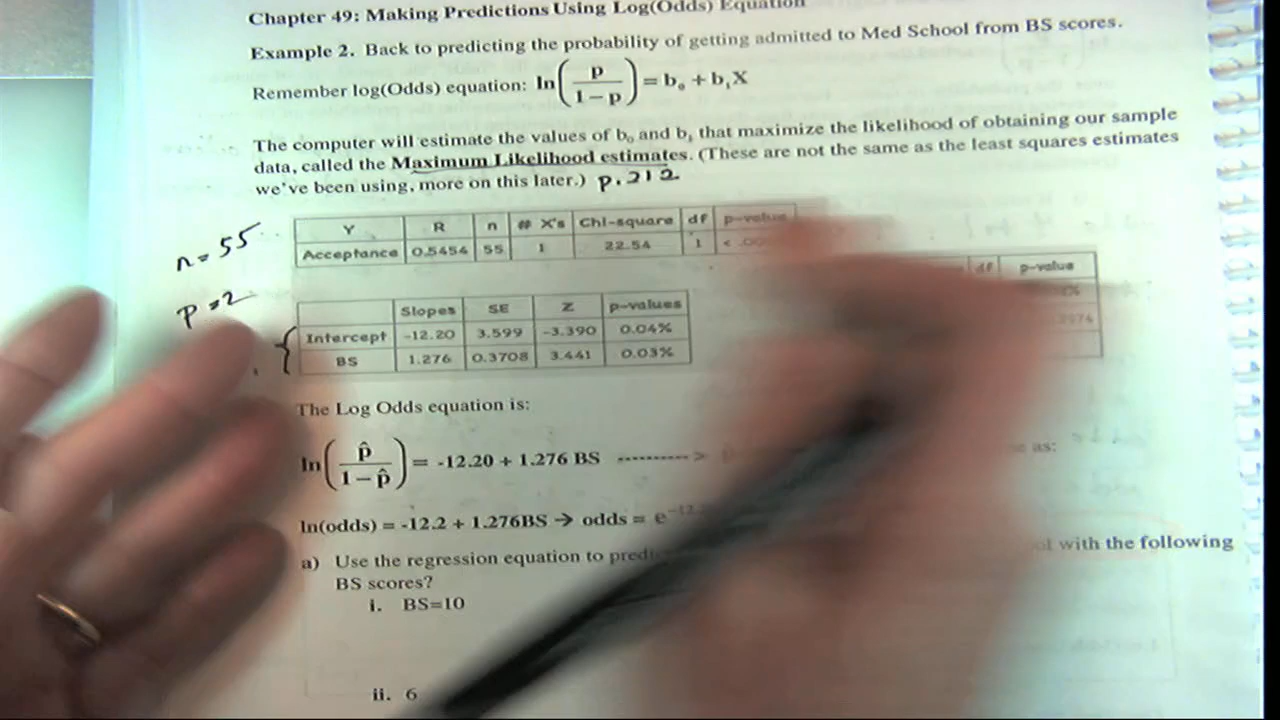 Chapter 49: Making Predictions Using Log(Odds) Equation
Example 2. Back to predicting the probability of getting admitted to Med School from BS scores.
Remember log(Odds) equation: ln(p/1−p) = b₀ + b₁X
The computer will estimate the values of b₀ and b₁ that maximize the likelihood of obtaining our sample
data, called the Maximum Likelihood estimates. (These are not the same as the least squares estimates
we've been using, more on this later.) p.212
n = 55
p = 2
Y R n # X's Chi-square df p-value
Acceptance 0.5454 55 1 22.54 1 <
df p-value
Slopes SE Z p-values
Intercept -12.20 3.599 -3.390 0.04%
BS 1.276 0.3708 3.441 0.03%
The Log Odds equation is:
ln(p̂/1−p̂) = -12.20 + 1.276 BS ----------> as:
ln(odds) = -12.2 + 1.276BS → odds = e
a) Use the regression equation to with the following
BS scores?
i. BS=10
ii. 6